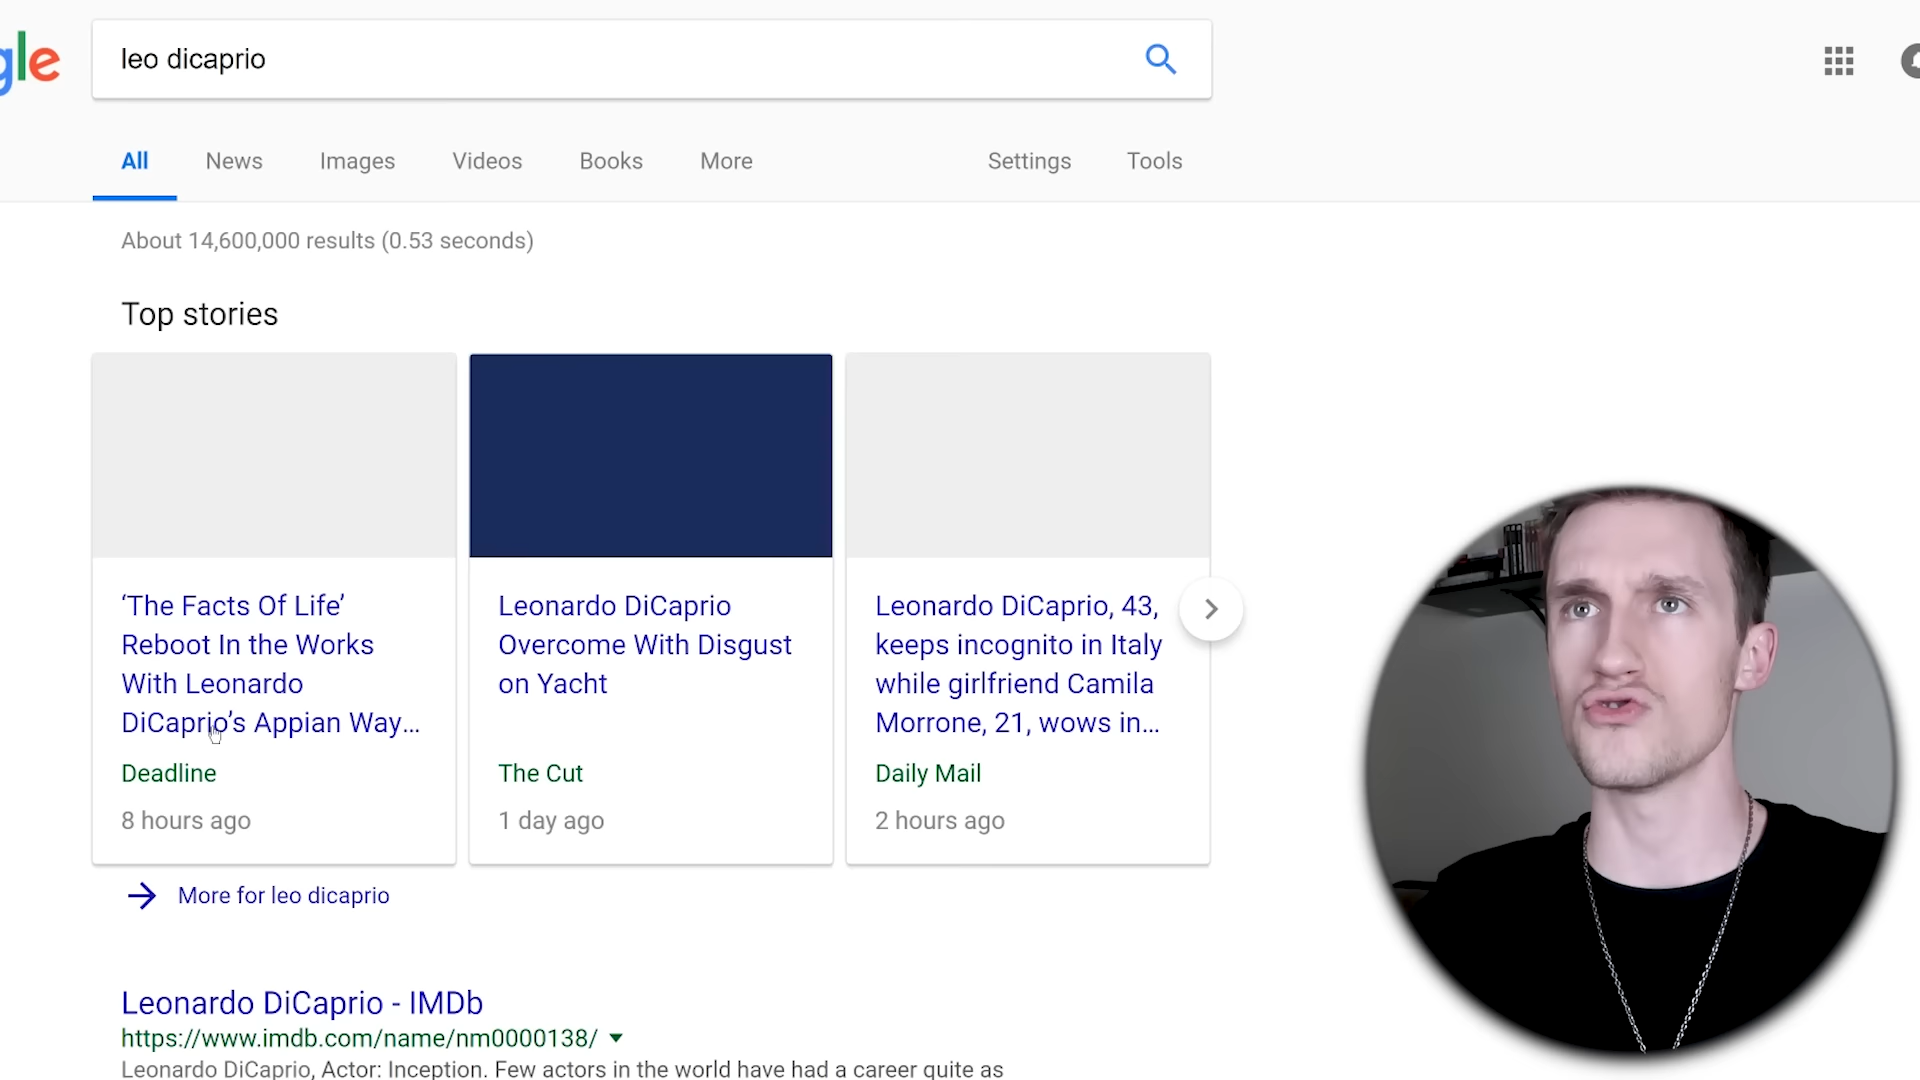 gle
leo dicaprio
All News Images Videos Books More Settings Tools
About 14,600,000 results (0.53 seconds)
Top stories
‘The Facts Of Life’
Reboot In the Works
With Leonardo
DiCaprio’s Appian Way...
Deadline
8 hours ago
Leonardo DiCaprio
Overcome With Disgust
on Yacht
The Cut
1 day ago
Leonardo DiCaprio, 43,
keeps incognito in Italy
while girlfriend Camila
Morrone, 21, wows in...
Daily Mail
2 hours ago
More for leo dicaprio
Leonardo DiCaprio - IMDb
https://www.imdb.com/name/nm0000138/
Leonardo DiCaprio, Actor: Inception. Few actors in the world have had a career quite as